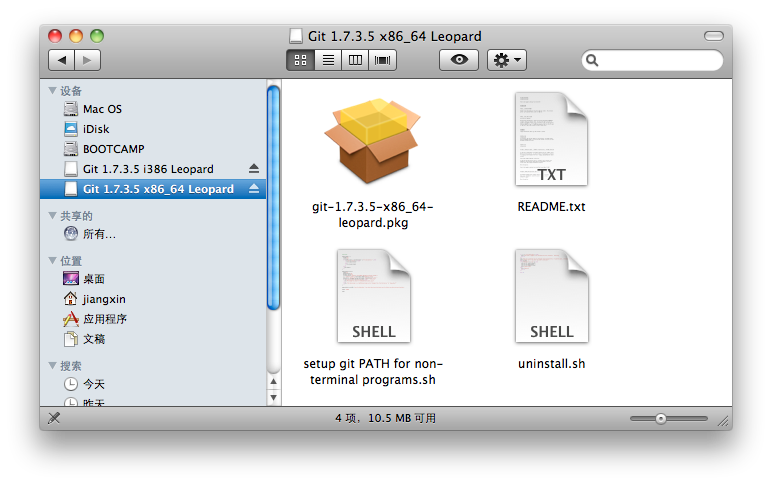 Git 1.7.3.5 x86_64 Leopard
设备
Mac OS
iDisk
BOOTCAMP
Git 1.7.3.5 i386 Leopard
Git 1.7.3.5 x86_64 Leopard
共享的
所有...
位置
桌面
jiangxin
应用程序
文稿
搜索
今天
昨天
git-1.7.3.5-x86_64-
leopard.pkg
TXT
README.txt
SHELL
setup git PATH for non-
terminal programs.sh
SHELL
uninstall.sh
4 项，10.5 MB 可用